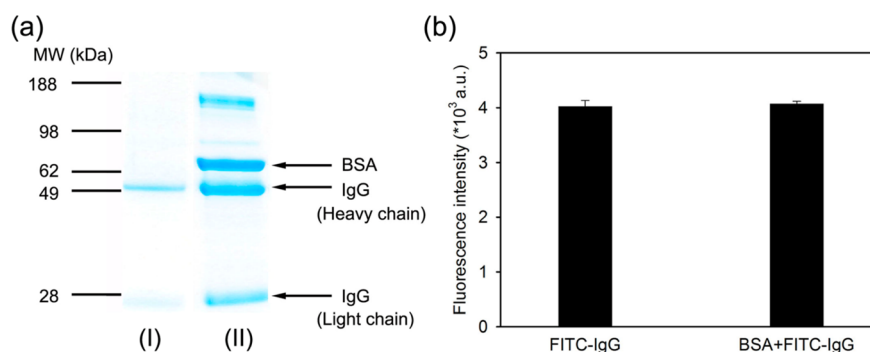 (a)
MW (kDa)
188
98
62
49
28
BSA
IgG
(Heavy chain)
IgG
(Light chain)
(I) (II)
(b)
Fluorescence intensity (*10³ a.u.)
5
4
3
2
1
0
FITC-IgG BSA+FITC-IgG